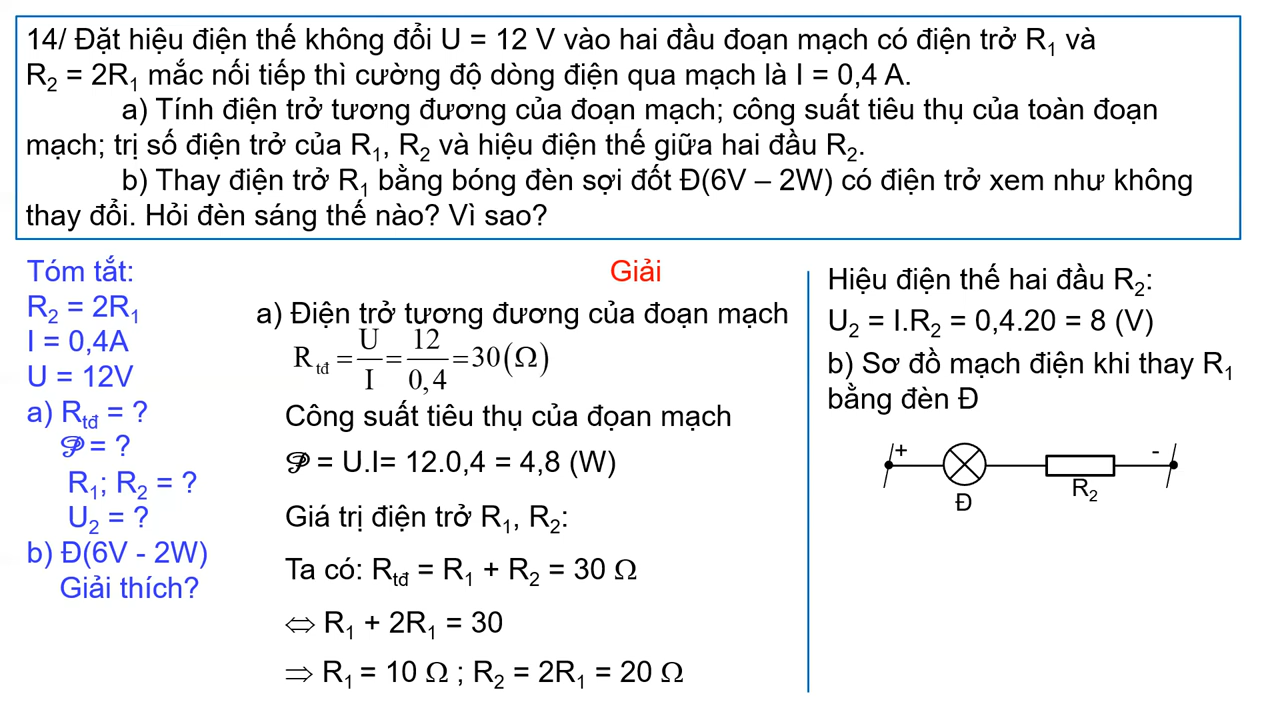 14/ Đặt hiệu điện thế không đổi U = 12 V vào hai đầu đoạn mạch có điện trở R₁ và
R₂ = 2R₁ mắc nối tiếp thì cường độ dòng điện qua mạch là I = 0,4 A.
a) Tính điện trở tương đương của đoạn mạch; công suất tiêu thụ của toàn đoạn
mạch; trị số điện trở của R₁, R₂ và hiệu điện thế giữa hai đầu R₂.
b) Thay điện trở R₁ bằng bóng đèn sợi đốt Đ(6V – 2W) có điện trở xem như không
thay đổi. Hỏi đèn sáng thế nào? Vì sao?
Tóm tắt:
R₂ = 2R₁
I = 0,4A
U = 12V
a) Rtđ = ?
𝒫 = ?
R₁; R₂ = ?
U₂ = ?
b) Đ(6V - 2W)
Giải thích?
Giải
a) Điện trở tương đương của đoạn mạch
Rtđ = U/I = 12/0,4 = 30(Ω)
Công suất tiêu thụ của đọan mạch
𝒫 = U.I= 12.0,4 = 4,8 (W)
Giá trị điện trở R₁, R₂:
Ta có: Rtđ = R₁ + R₂ = 30 Ω
⇔ R₁ + 2R₁ = 30
⇒ R₁ = 10 Ω ; R₂ = 2R₁ = 20 Ω
Hiệu điện thế hai đầu R₂:
U₂ = I.R₂ = 0,4.20 = 8 (V)
b) Sơ đồ mạch điện khi thay R₁
bằng đèn Đ
+ -
Đ R₂